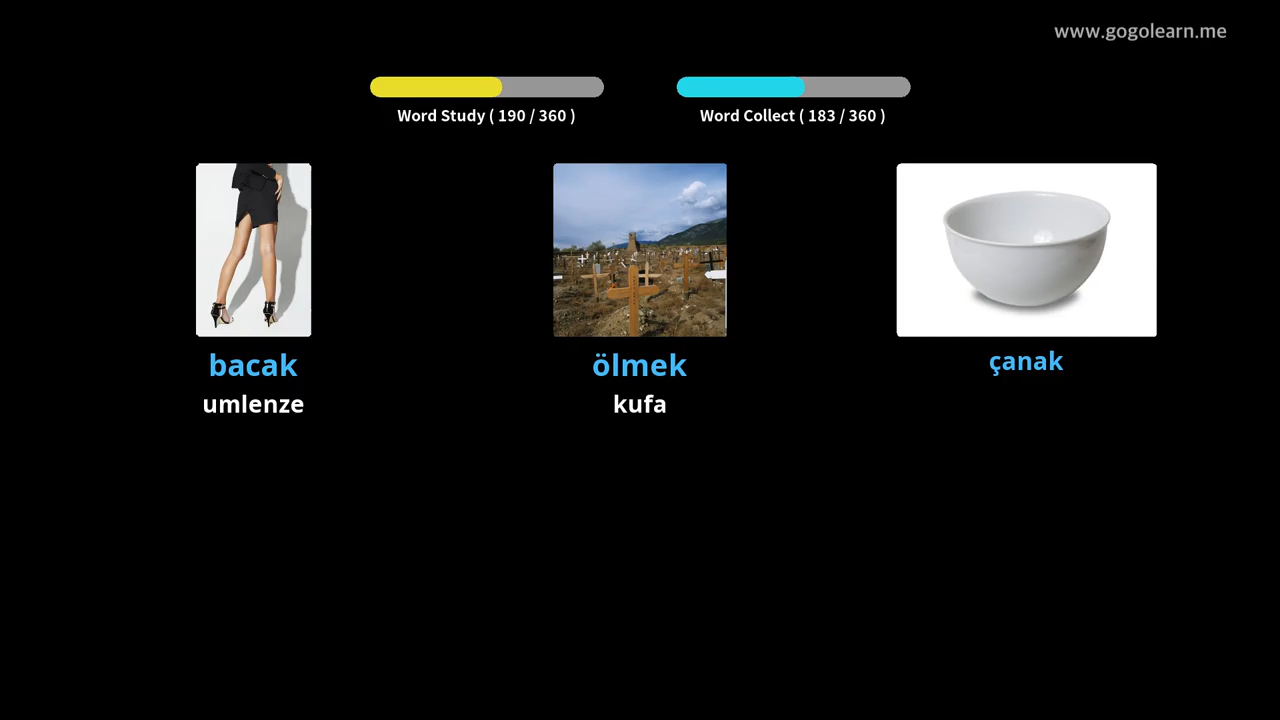 www.gogolearn.me
Word Study ( 190 / 360 )
Word Collect ( 183 / 360 )
bacak
umlenze
ölmek
kufa
çanak